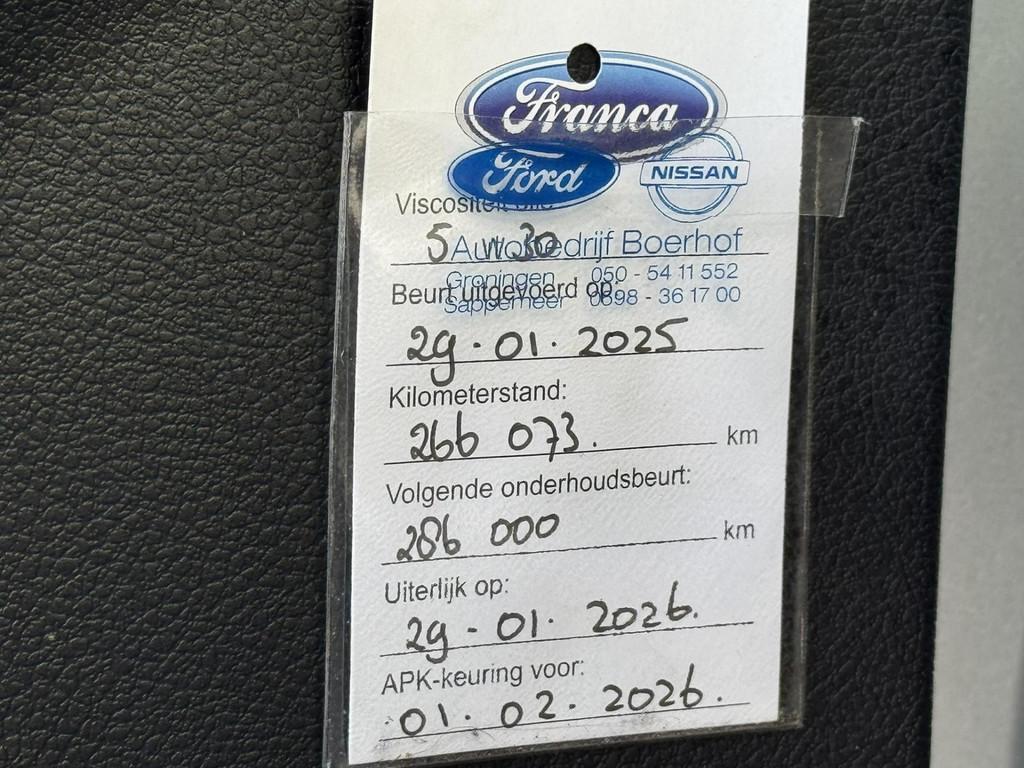 Franca
Ford NISSAN
Viscositeit olie
5 w 30
Autobedrijf Boerhof
Groningen 050 - 54 11 552
Beurt uitgevoerd op:
Sappemeer 0598 - 36 17 00
29 . 01 . 2025
Kilometerstand:
266 073. km
Volgende onderhoudsbeurt:
286 000 km
Uiterlijk op:
29 - 01 . 2026.
APK-keuring voor:
01 . 02 . 2026.